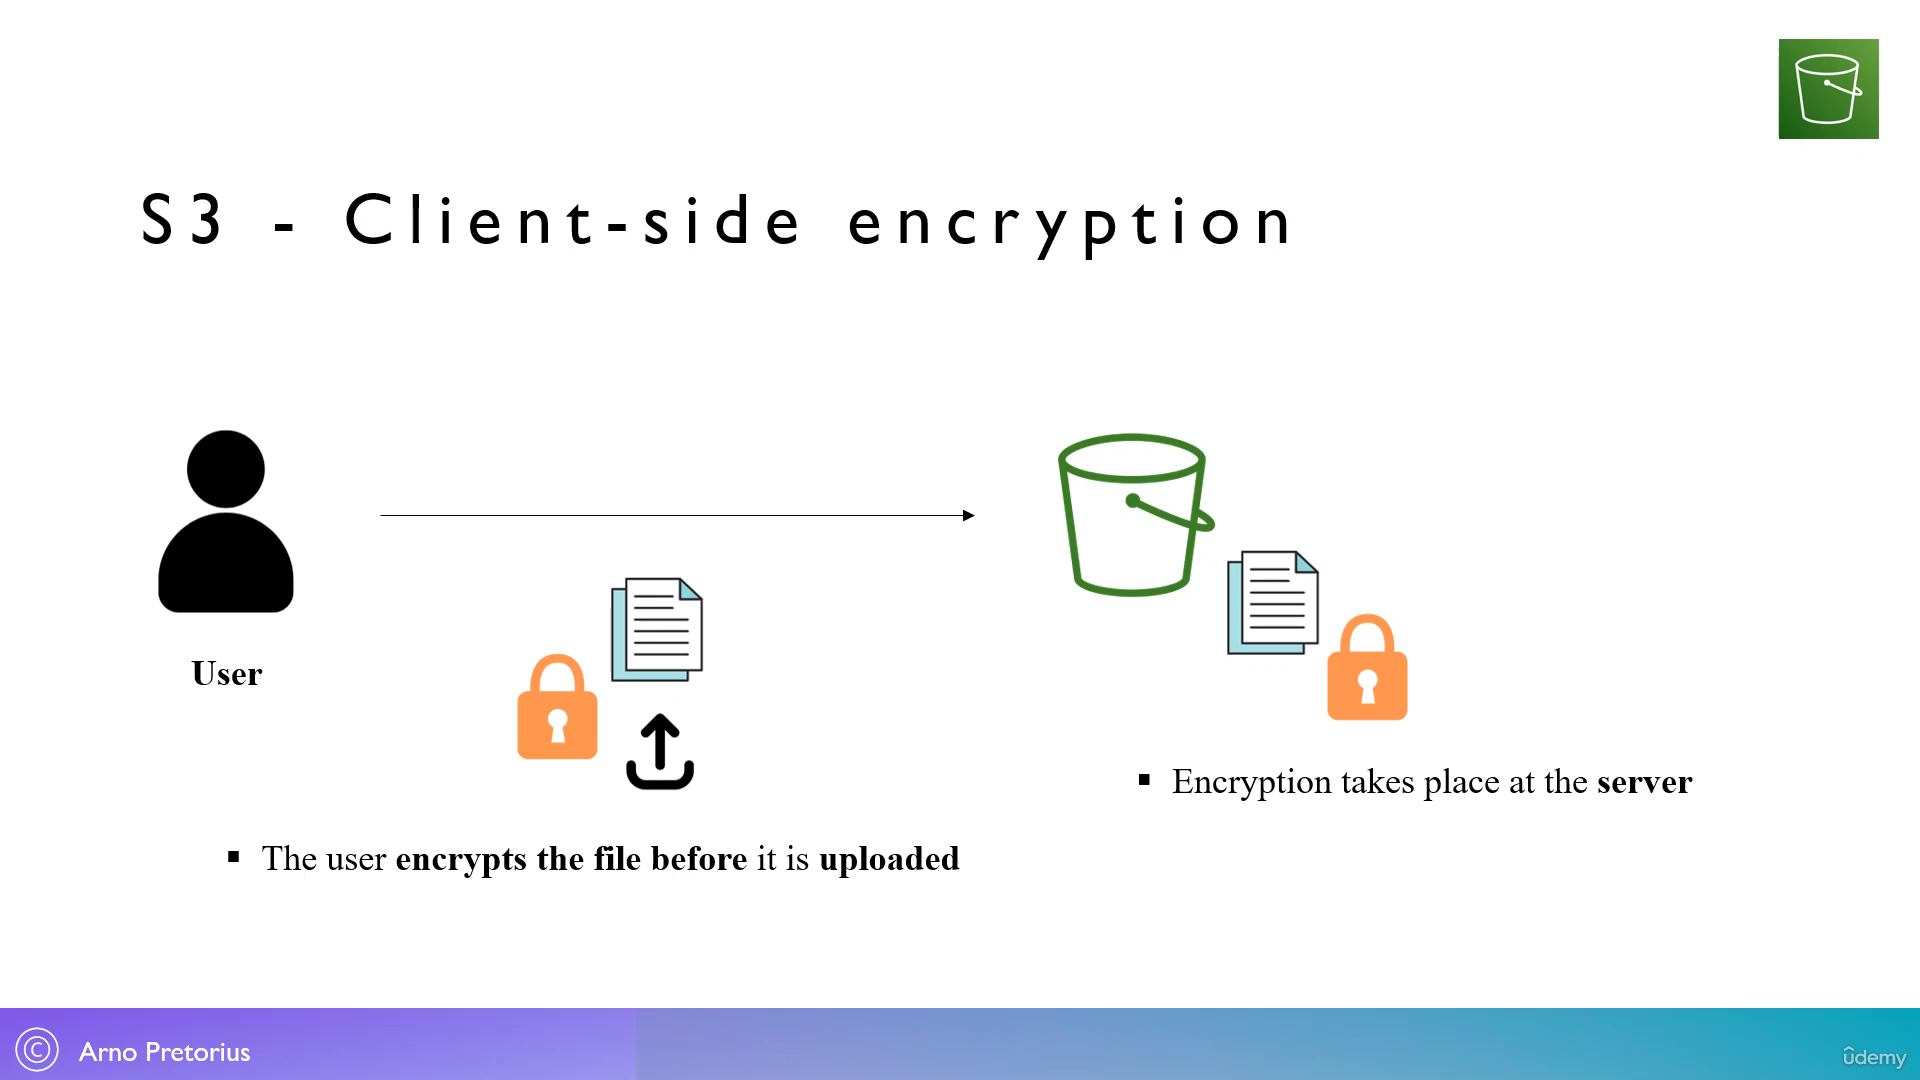 S3 - Client-side encryption
User
▪ Encryption takes place at the server
▪ The user encrypts the file before it is uploaded
© Arno Pretorius
ûdemy